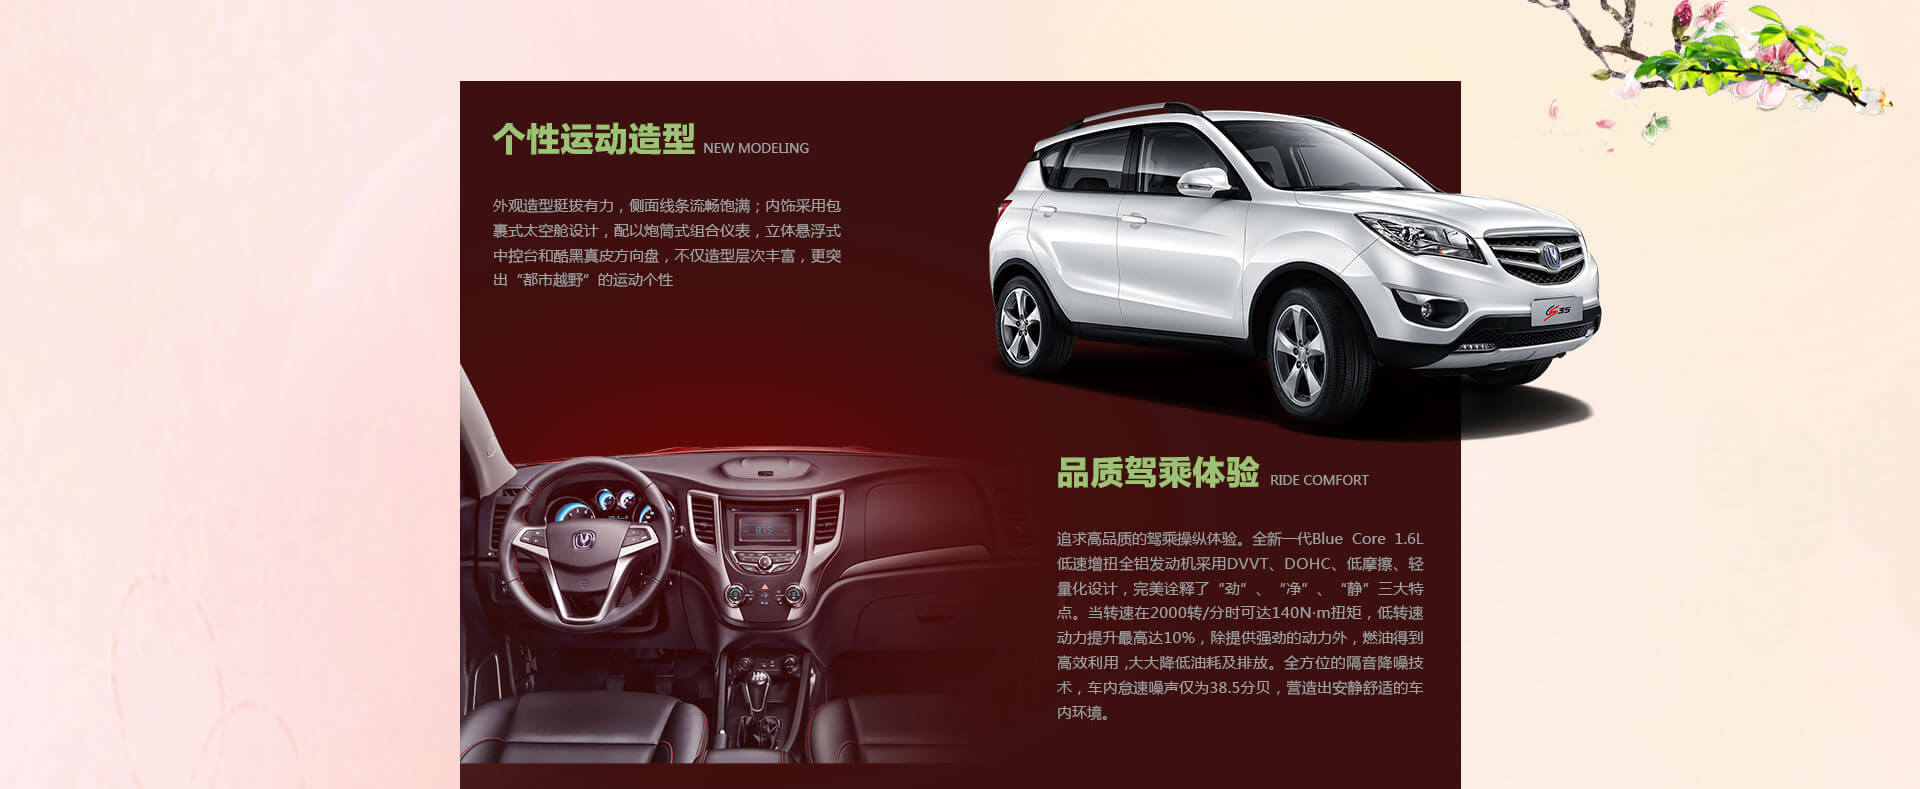 个性运动造型 NEW MODELING
外观造型挺拔有力，侧面线条流畅饱满；内饰采用包
裹式太空舱设计，配以炮筒式组合仪表，立体悬浮式
中控台和酷黑真皮方向盘，不仅造型层次丰富，更突
出“都市越野”的运动个性
CS35
8:15
品质驾乘体验 RIDE COMFORT
追求高品质的驾乘操纵体验。全新一代Blue Core 1.6L
低速增扭全铝发动机采用DVVT、DOHC、低摩擦、轻
量化设计，完美诠释了“劲”、“净”、“静”三大特
点。当转速在2000转/分时可达140N·m扭矩，低转速
动力提升最高达10%，除提供强劲的动力外，燃油得到
高效利用 ,大大降低油耗及排放。全方位的隔音降噪技
术，车内怠速噪声仅为38.5分贝，营造出安静舒适的车
内环境。